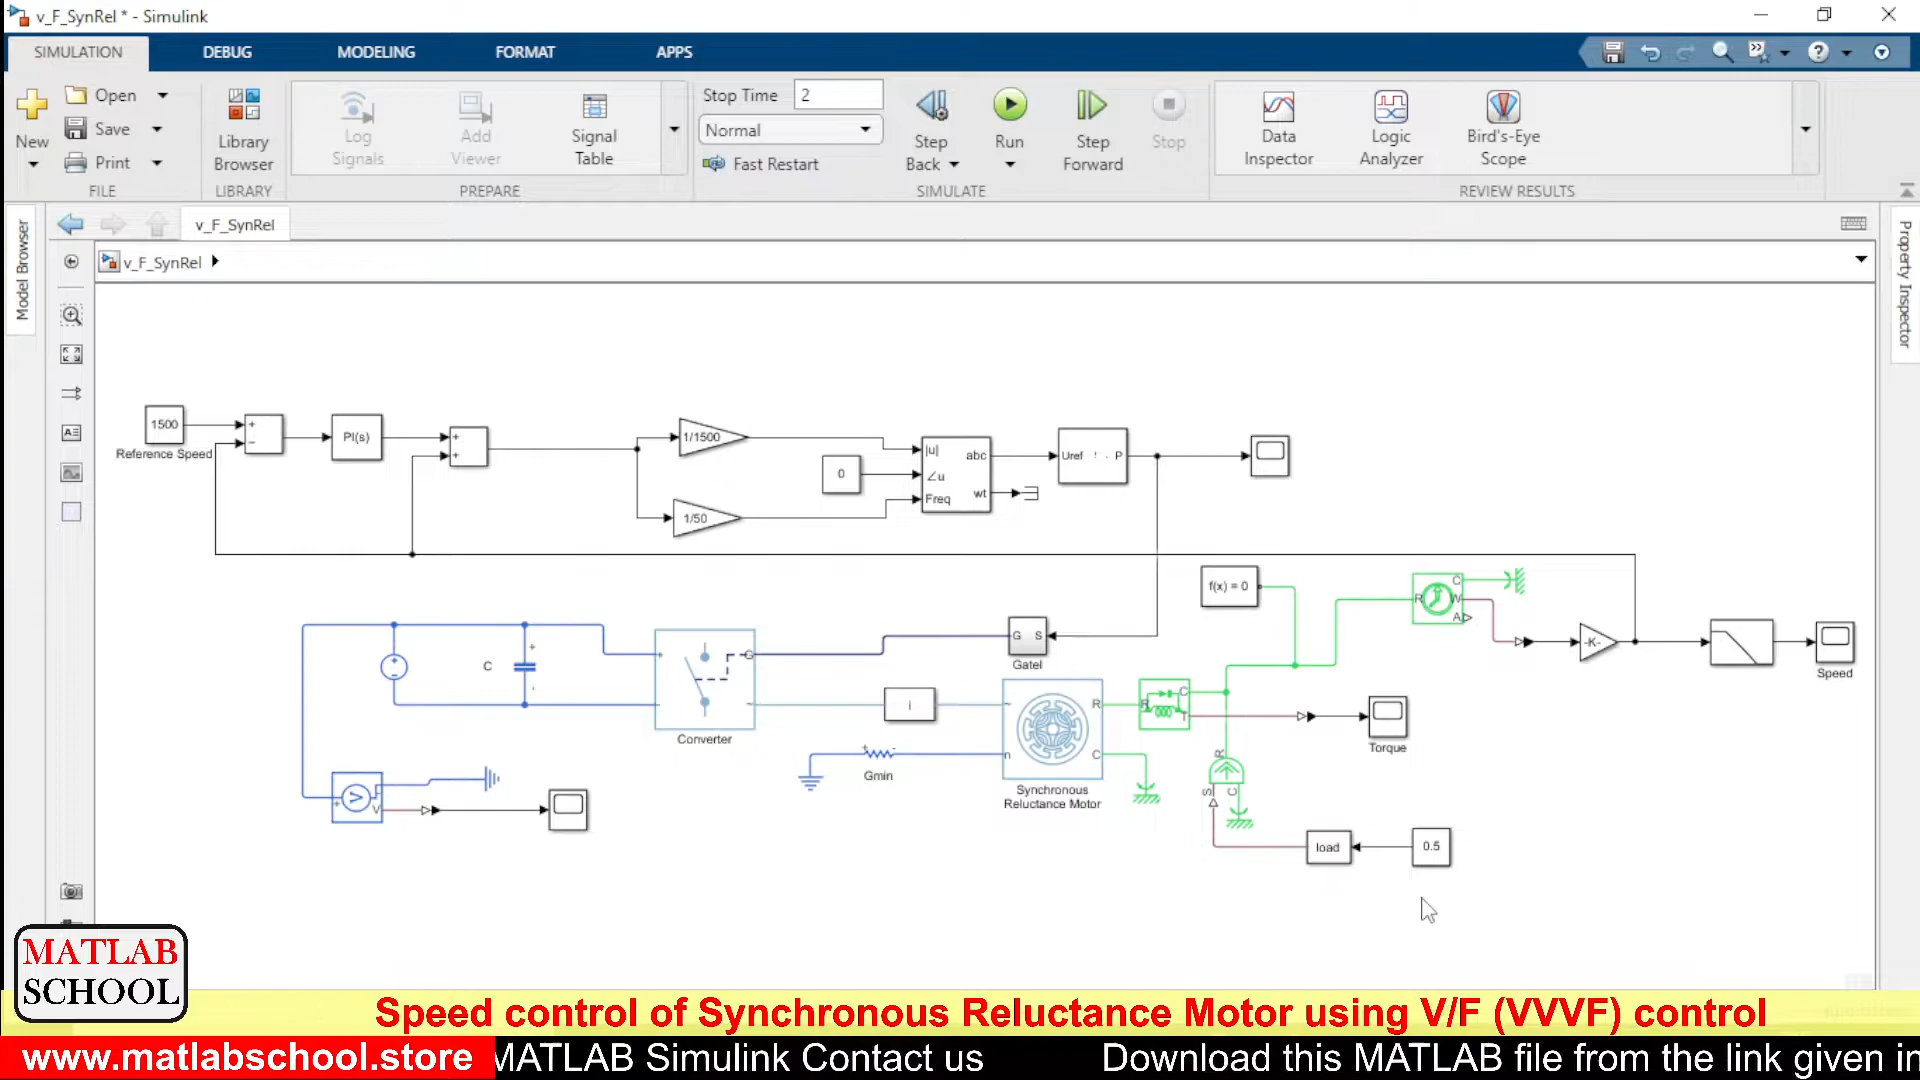 v_F_SynRel * - Simulink
SIMULATION
DEBUG
MODELING
FORMAT
APPS
New
Open
Save
Print
FILE
Library
Browser
LIBRARY
Log
Signals
Add
Viewer
Signal
Table
PREPARE
Stop Time 2
Normal
Fast Restart
Step
Back
Run
Step
Forward
Stop
SIMULATE
Data
Inspector
Logic
Analyzer
Bird's-Eye
Scope
REVIEW RESULTS
Model Browser
Property Inspector
v_F_SynRel
v_F_SynRel
1500
Reference Speed
+
−
PI(s)
+
+
1/1500
1/50
0
|u|
∠u
Freq
abc
wt
Uref P
f(x) = 0
R C W A
-K-
Speed
G S
GateI
C
+
+
-
+ G
~
Converter
i
~ R
n C
Synchronous
Reluctance Motor
+ -
Gmin
R C
T
Torque
R
S C
load
0.5
+ V
MATLAB
SCHOOL
Speed control of Synchronous Reluctance Motor using V/F (VVVF) control
www.matlabschool.store
MATLAB Simulink Contact us
Download this MATLAB file from the link given in